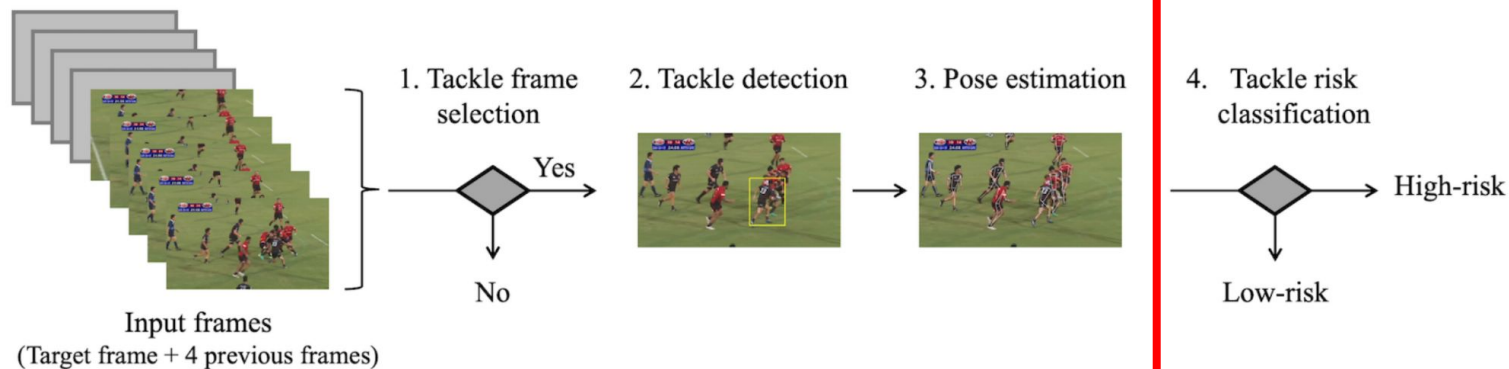 1. Tackle frame
selection
2. Tackle detection
3. Pose estimation
4. Tackle risk
classification
Yes
No
High-risk
Low-risk
Input frames
(Target frame + 4 previous frames)